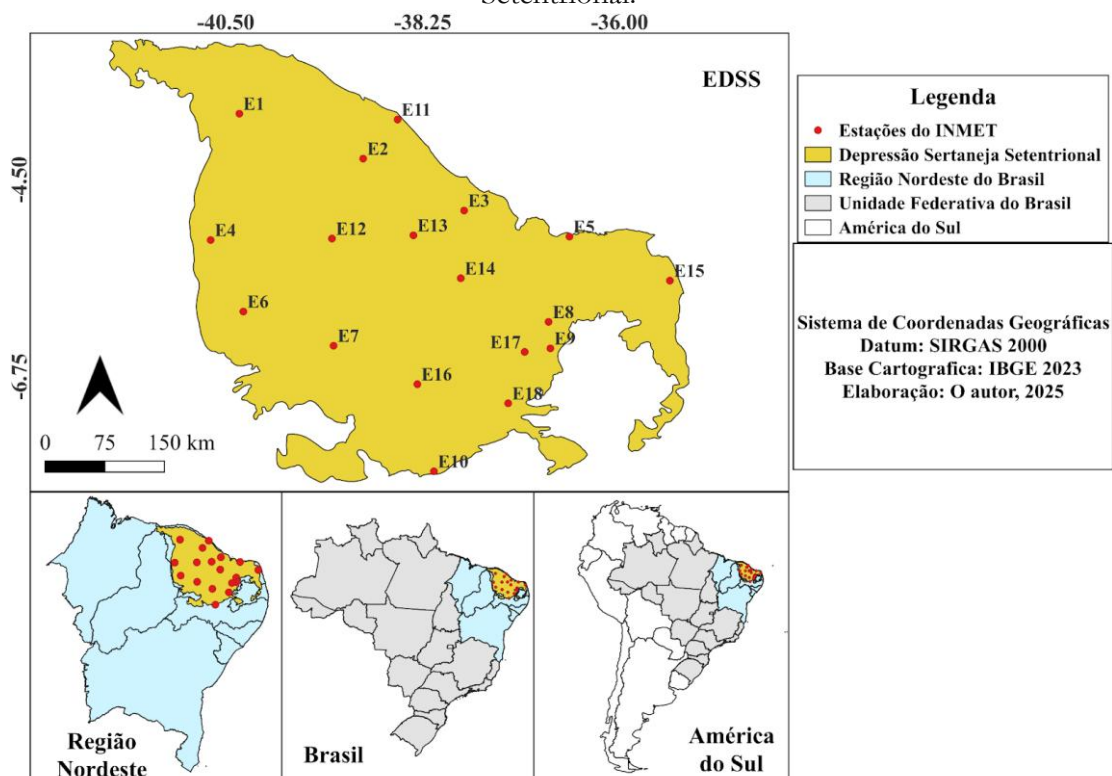 Setentrional.
-40.50 -38.25 -36.00
EDSS
E1
E11
E2
-4.50
E3
E4
E12
E13
E5
E14
E15
E6
E8
E7
E17
E9
-6.75
E16
E18
0 75 150 km
E10
Legenda
Estações do INMET
Depressão Sertaneja Setentrional
Região Nordeste do Brasil
Unidade Federativa do Brasil
América do Sul
Sistema de Coordenadas Geográficas
Datum: SIRGAS 2000
Base Cartografica: IBGE 2023
Elaboração: O autor, 2025
Região
Nordeste
Brasil
América
do Sul